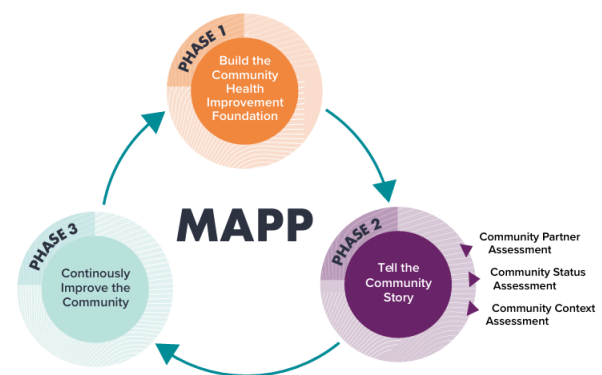 PHASE 1
Build the
Community
Health
Improvement
Foundation
MAPP
PHASE 2
Tell the
Community
Story
Community Partner
Assessment
Community Status
Assessment
Community Context
Assessment
PHASE 3
Continously
Improve the
Community